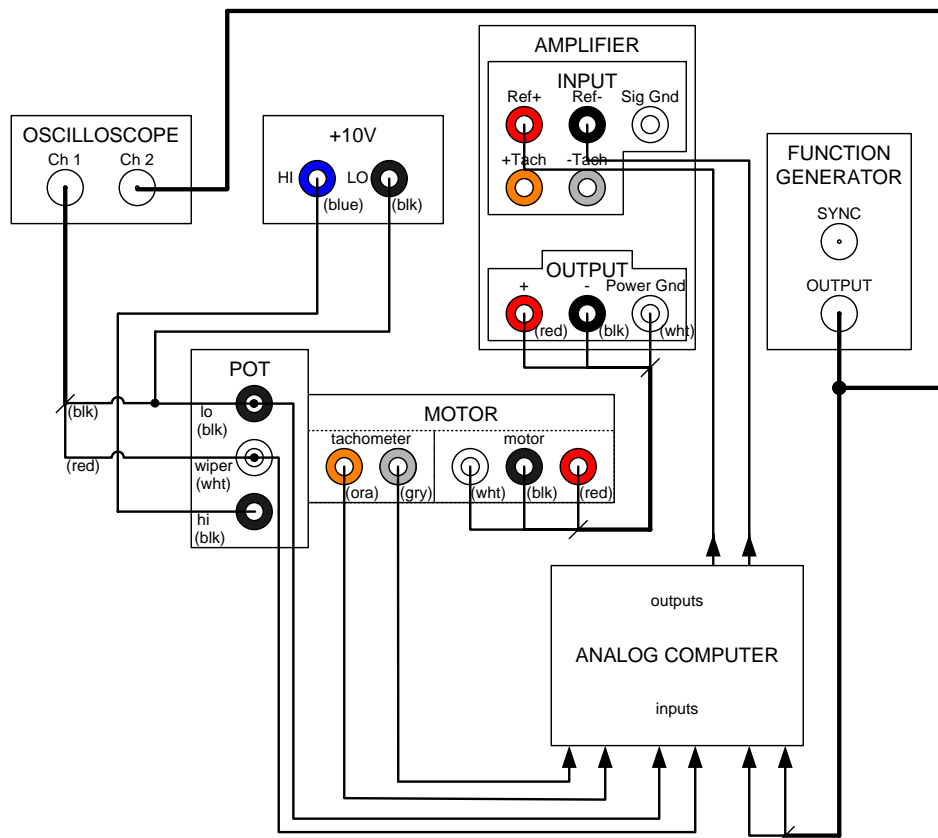 AMPLIFIER
INPUT
Ref+ Ref- Sig Gnd
+Tach -Tach
OUTPUT
+ - Power Gnd
(red) (blk) (wht)
OSCILLOSCOPE
Ch 1 Ch 2
+10V
HI LO
(blue) (blk)
FUNCTION
GENERATOR
SYNC
OUTPUT
POT
(blk) lo
(blk)
(red) wiper
(wht)
hi
(blk)
MOTOR
tachometer motor
(ora) (gry) (wht) (blk) (red)
outputs
ANALOG COMPUTER
inputs